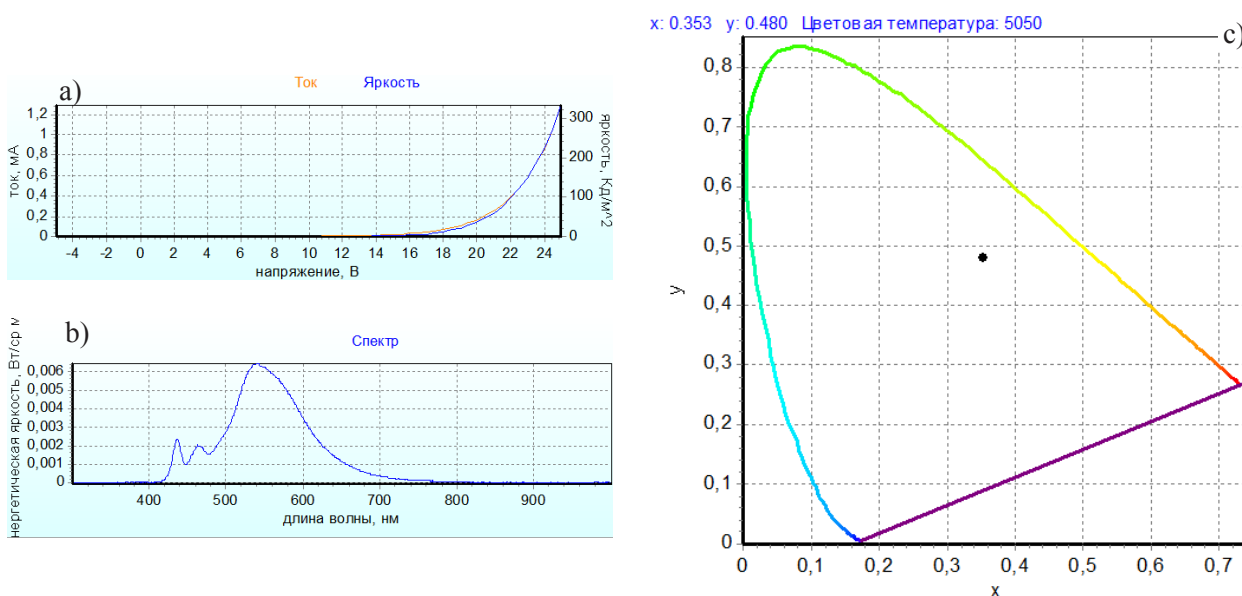 x: 0.353 y: 0.480 Цветовая температура: 5050
c)
a)
Ток Яркость
1,2
1
0,8
0,6
0,4
0,2
0
ток, мА
300
200
100
0
яркость, Кд/м^2
-4 -2 0 2 4 6 8 10 12 14 16 18 20 22 24
напряжение, В
b)
Спектр
нергетическая яркость, Вт/ср м
0,006
0,005
0,004
0,003
0,002
0,001
0
400 500 600 700 800 900
длина волны, нм
0,8
0,7
0,6
0,5
0,4
0,3
0,2
0,1
0
y
0 0,1 0,2 0,3 0,4 0,5 0,6 0,7
x